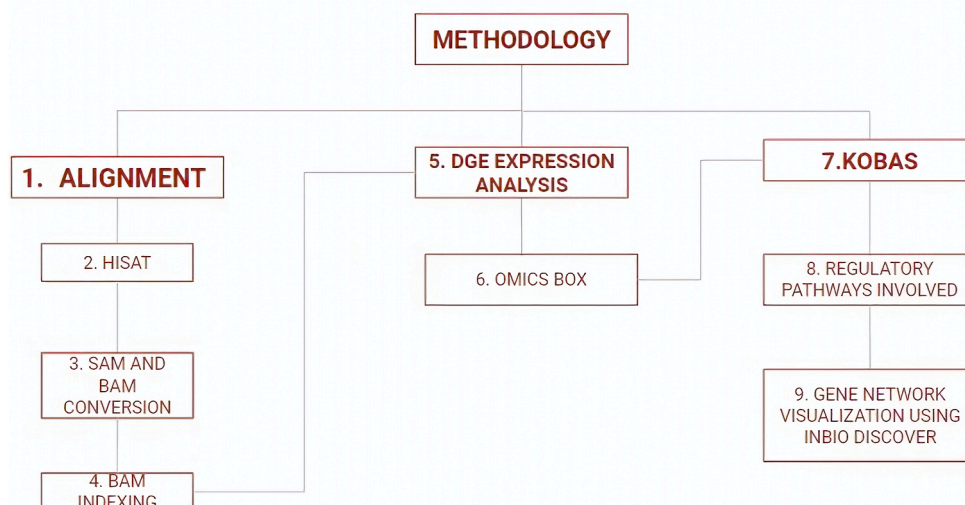 METHODOLOGY
1. ALIGNMENT
2. HISAT
3. SAM AND
BAM
CONVERSION
4. BAM
INDEXING
5. DGE EXPRESSION
ANALYSIS
6. OMICS BOX
7.KOBAS
8. REGULATORY
PATHWAYS INVOLVED
9. GENE NETWORK
VISUALIZATION USING
INBIO DISCOVER